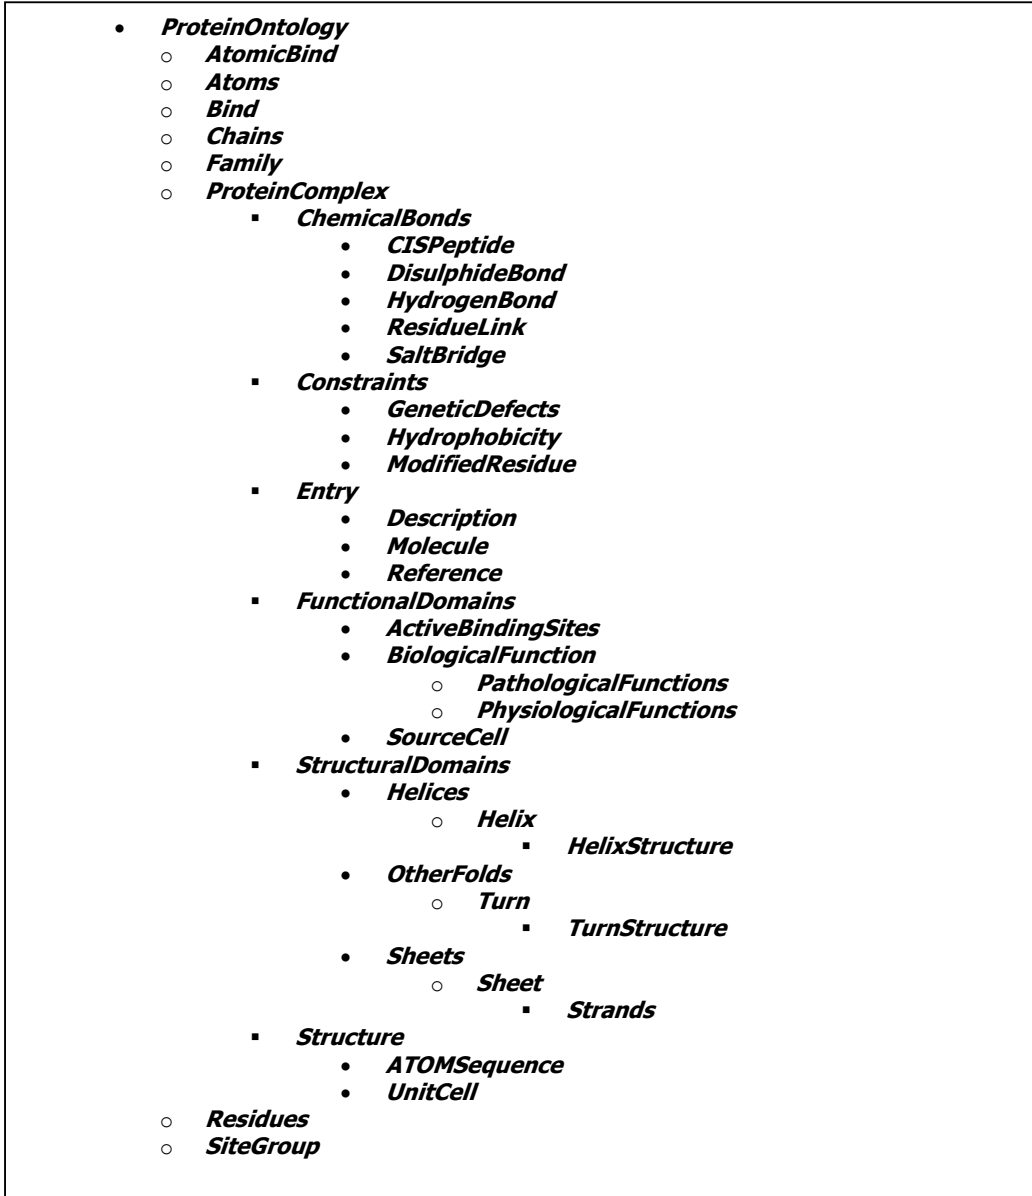 • ProteinOntology
o AtomicBind
o Atoms
o Bind
o Chains
o Family
o ProteinComplex
▪ ChemicalBonds
• CISPeptide
• DisulphideBond
• HydrogenBond
• ResidueLink
• SaltBridge
▪ Constraints
• GeneticDefects
• Hydrophobicity
• ModifiedResidue
▪ Entry
• Description
• Molecule
• Reference
▪ FunctionalDomains
• ActiveBindingSites
• BiologicalFunction
o PathologicalFunctions
o PhysiologicalFunctions
• SourceCell
▪ StructuralDomains
• Helices
o Helix
▪ HelixStructure
• OtherFolds
o Turn
▪ TurnStructure
• Sheets
o Sheet
▪ Strands
▪ Structure
• ATOMSequence
• UnitCell
o Residues
o SiteGroup